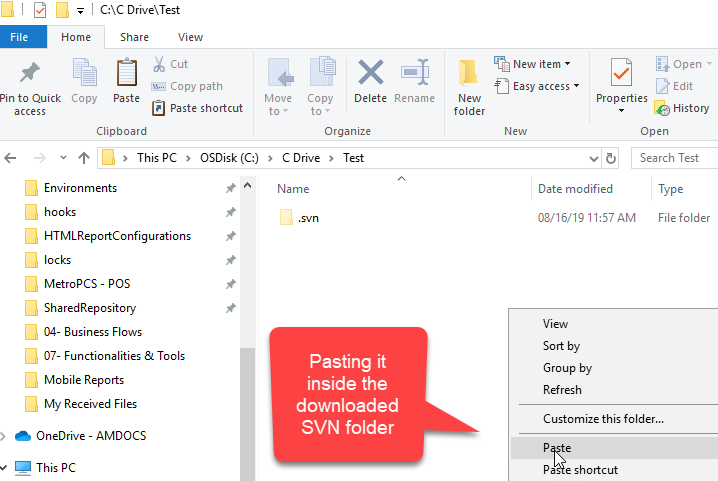 C:\C Drive\Test
File Home Share View
Pin to Quick access
Copy
Paste
Cut
Copy path
Paste shortcut
Clipboard
Move to
Copy to
Delete
Rename
Organize
New folder
New item
Easy access
New
Properties
Open
Edit
History
Open
This PC > OSDisk (C:) > C Drive > Test
Search Test
Environments
hooks
HTMLReportConfigurations
locks
MetroPCS - POS
SharedRepository
04- Business Flows
07- Functionalities & Tools
Mobile Reports
My Received Files
OneDrive - AMDOCS
This PC
Name Date modified Type
.svn 08/16/19 11:57 AM File folder
Pasting it
inside the
downloaded
SVN folder
View
Sort by
Group by
Refresh
Customize this folder...
Paste
Paste shortcut